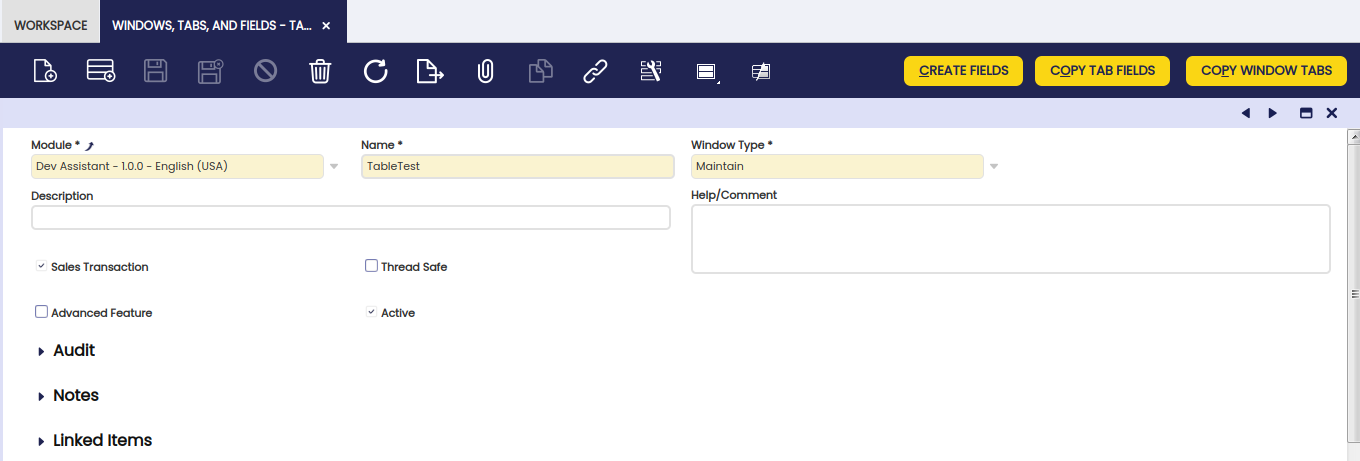 WORKSPACE
WINDOWS, TABS, AND FIELDS - TA...
CREATE FIELDS
COPY TAB FIELDS
COPY WINDOW TABS
Module *
Name *
Window Type *
Dev Assistant - 1.0.0 - English (USA)
TableTest
Maintain
Description
Help/Comment
Sales Transaction
Thread Safe
Advanced Feature
Active
Audit
Notes
Linked Items